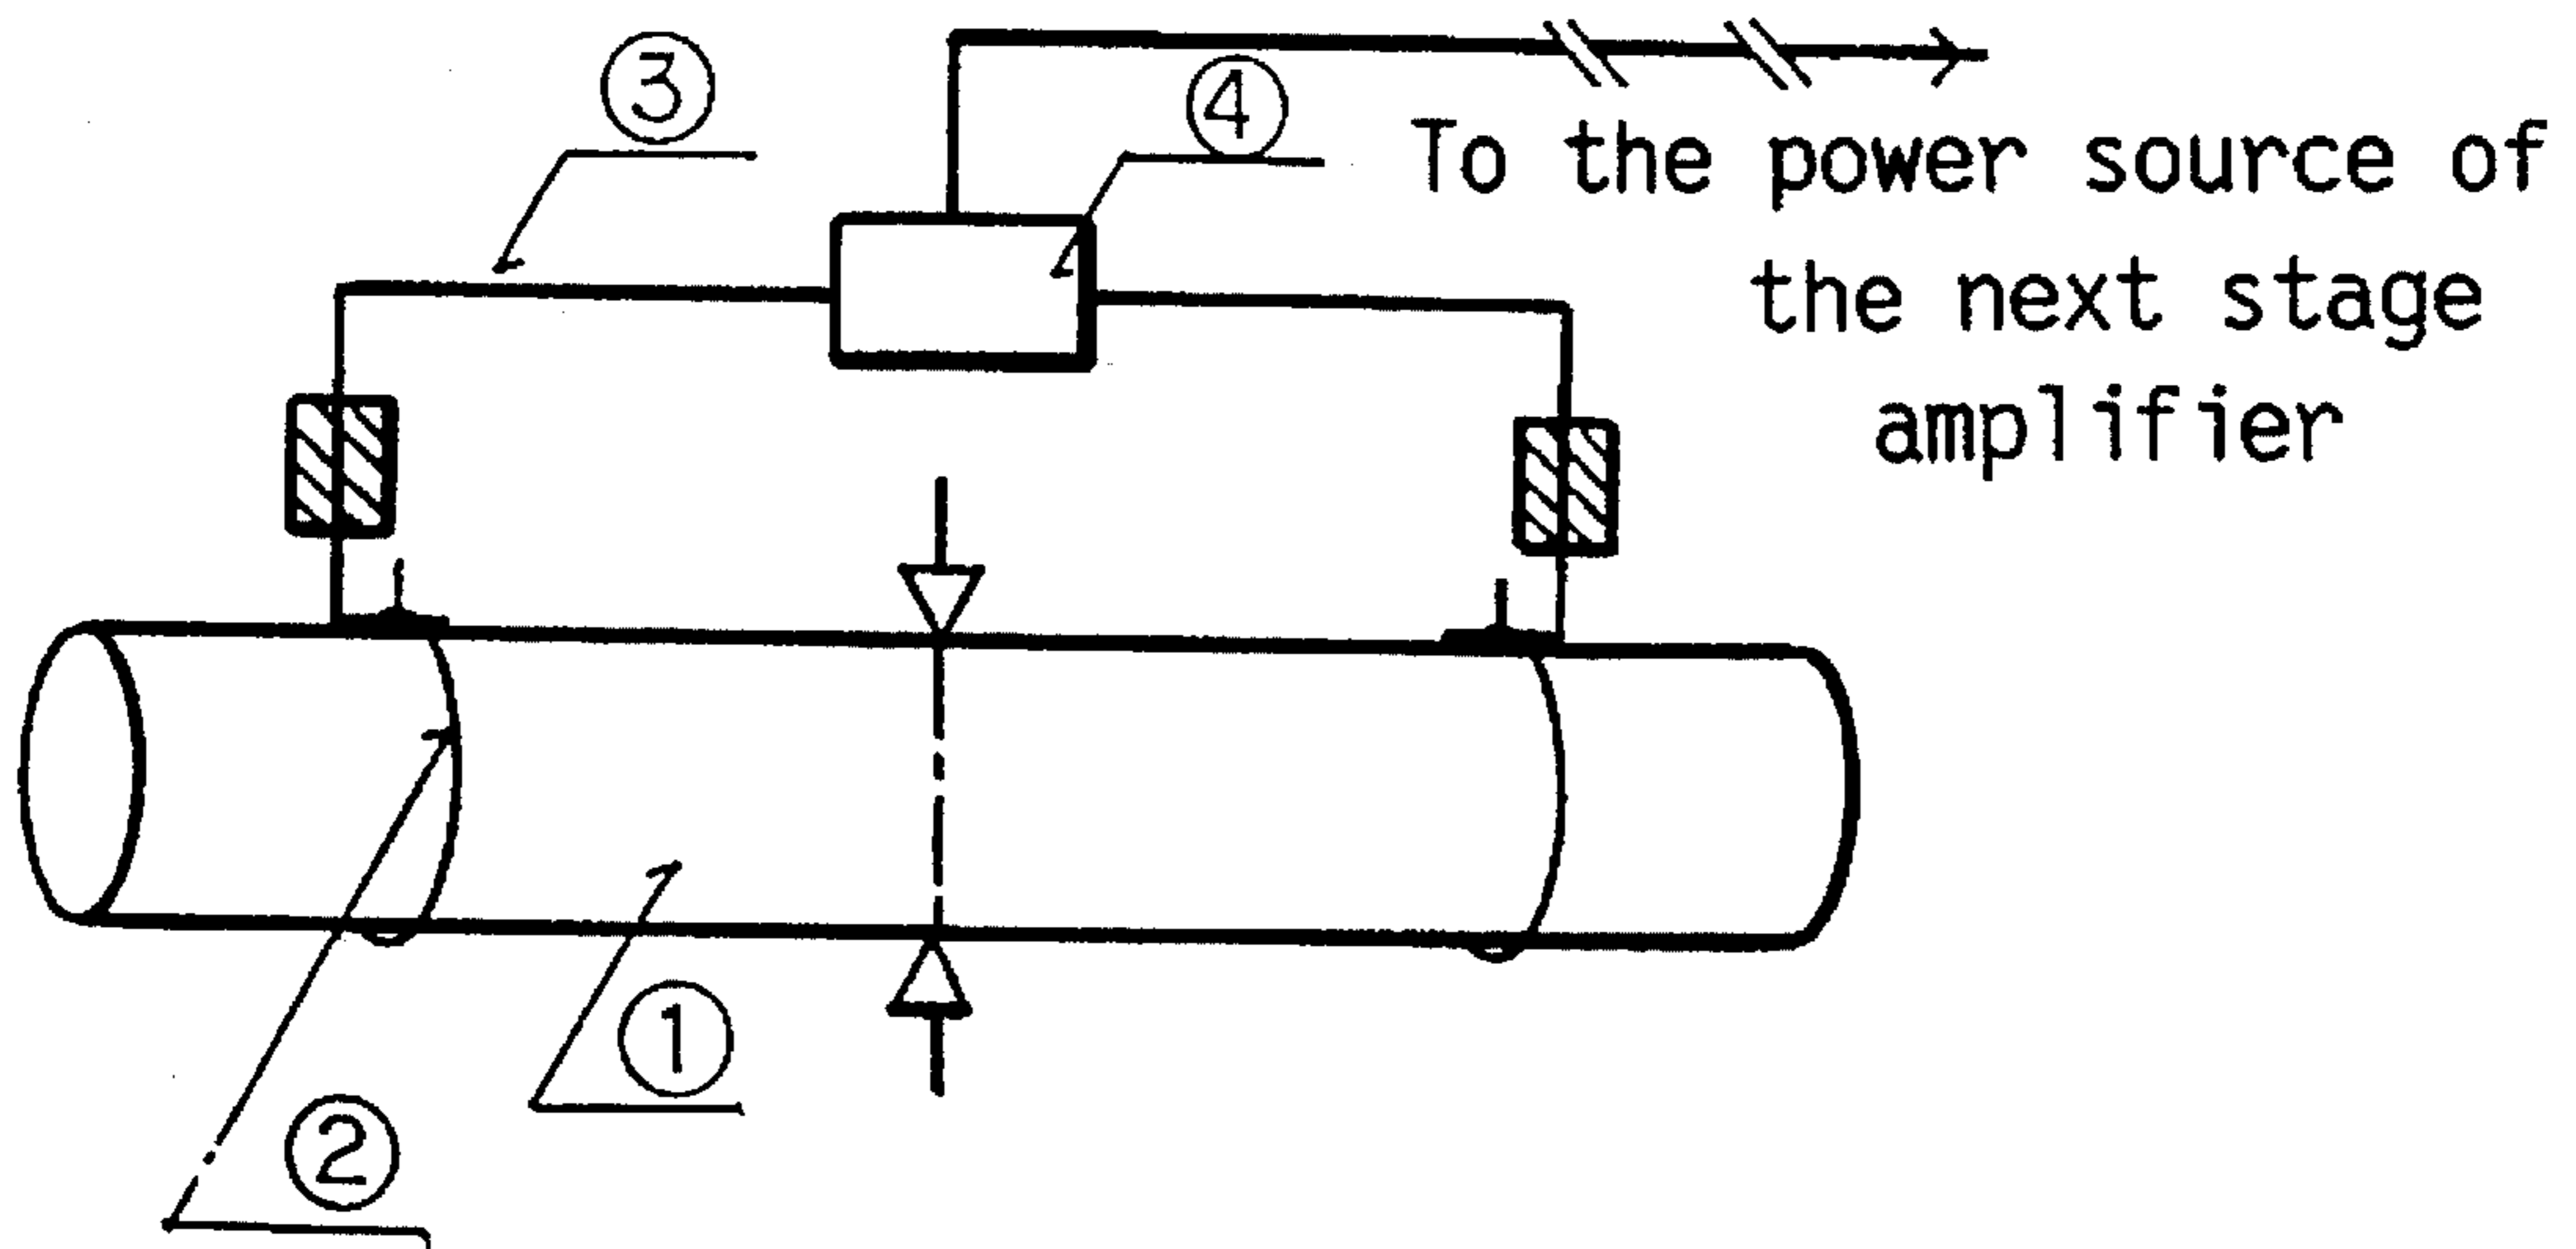 ③
④
To the power source of
the next stage
amplifier
①
②